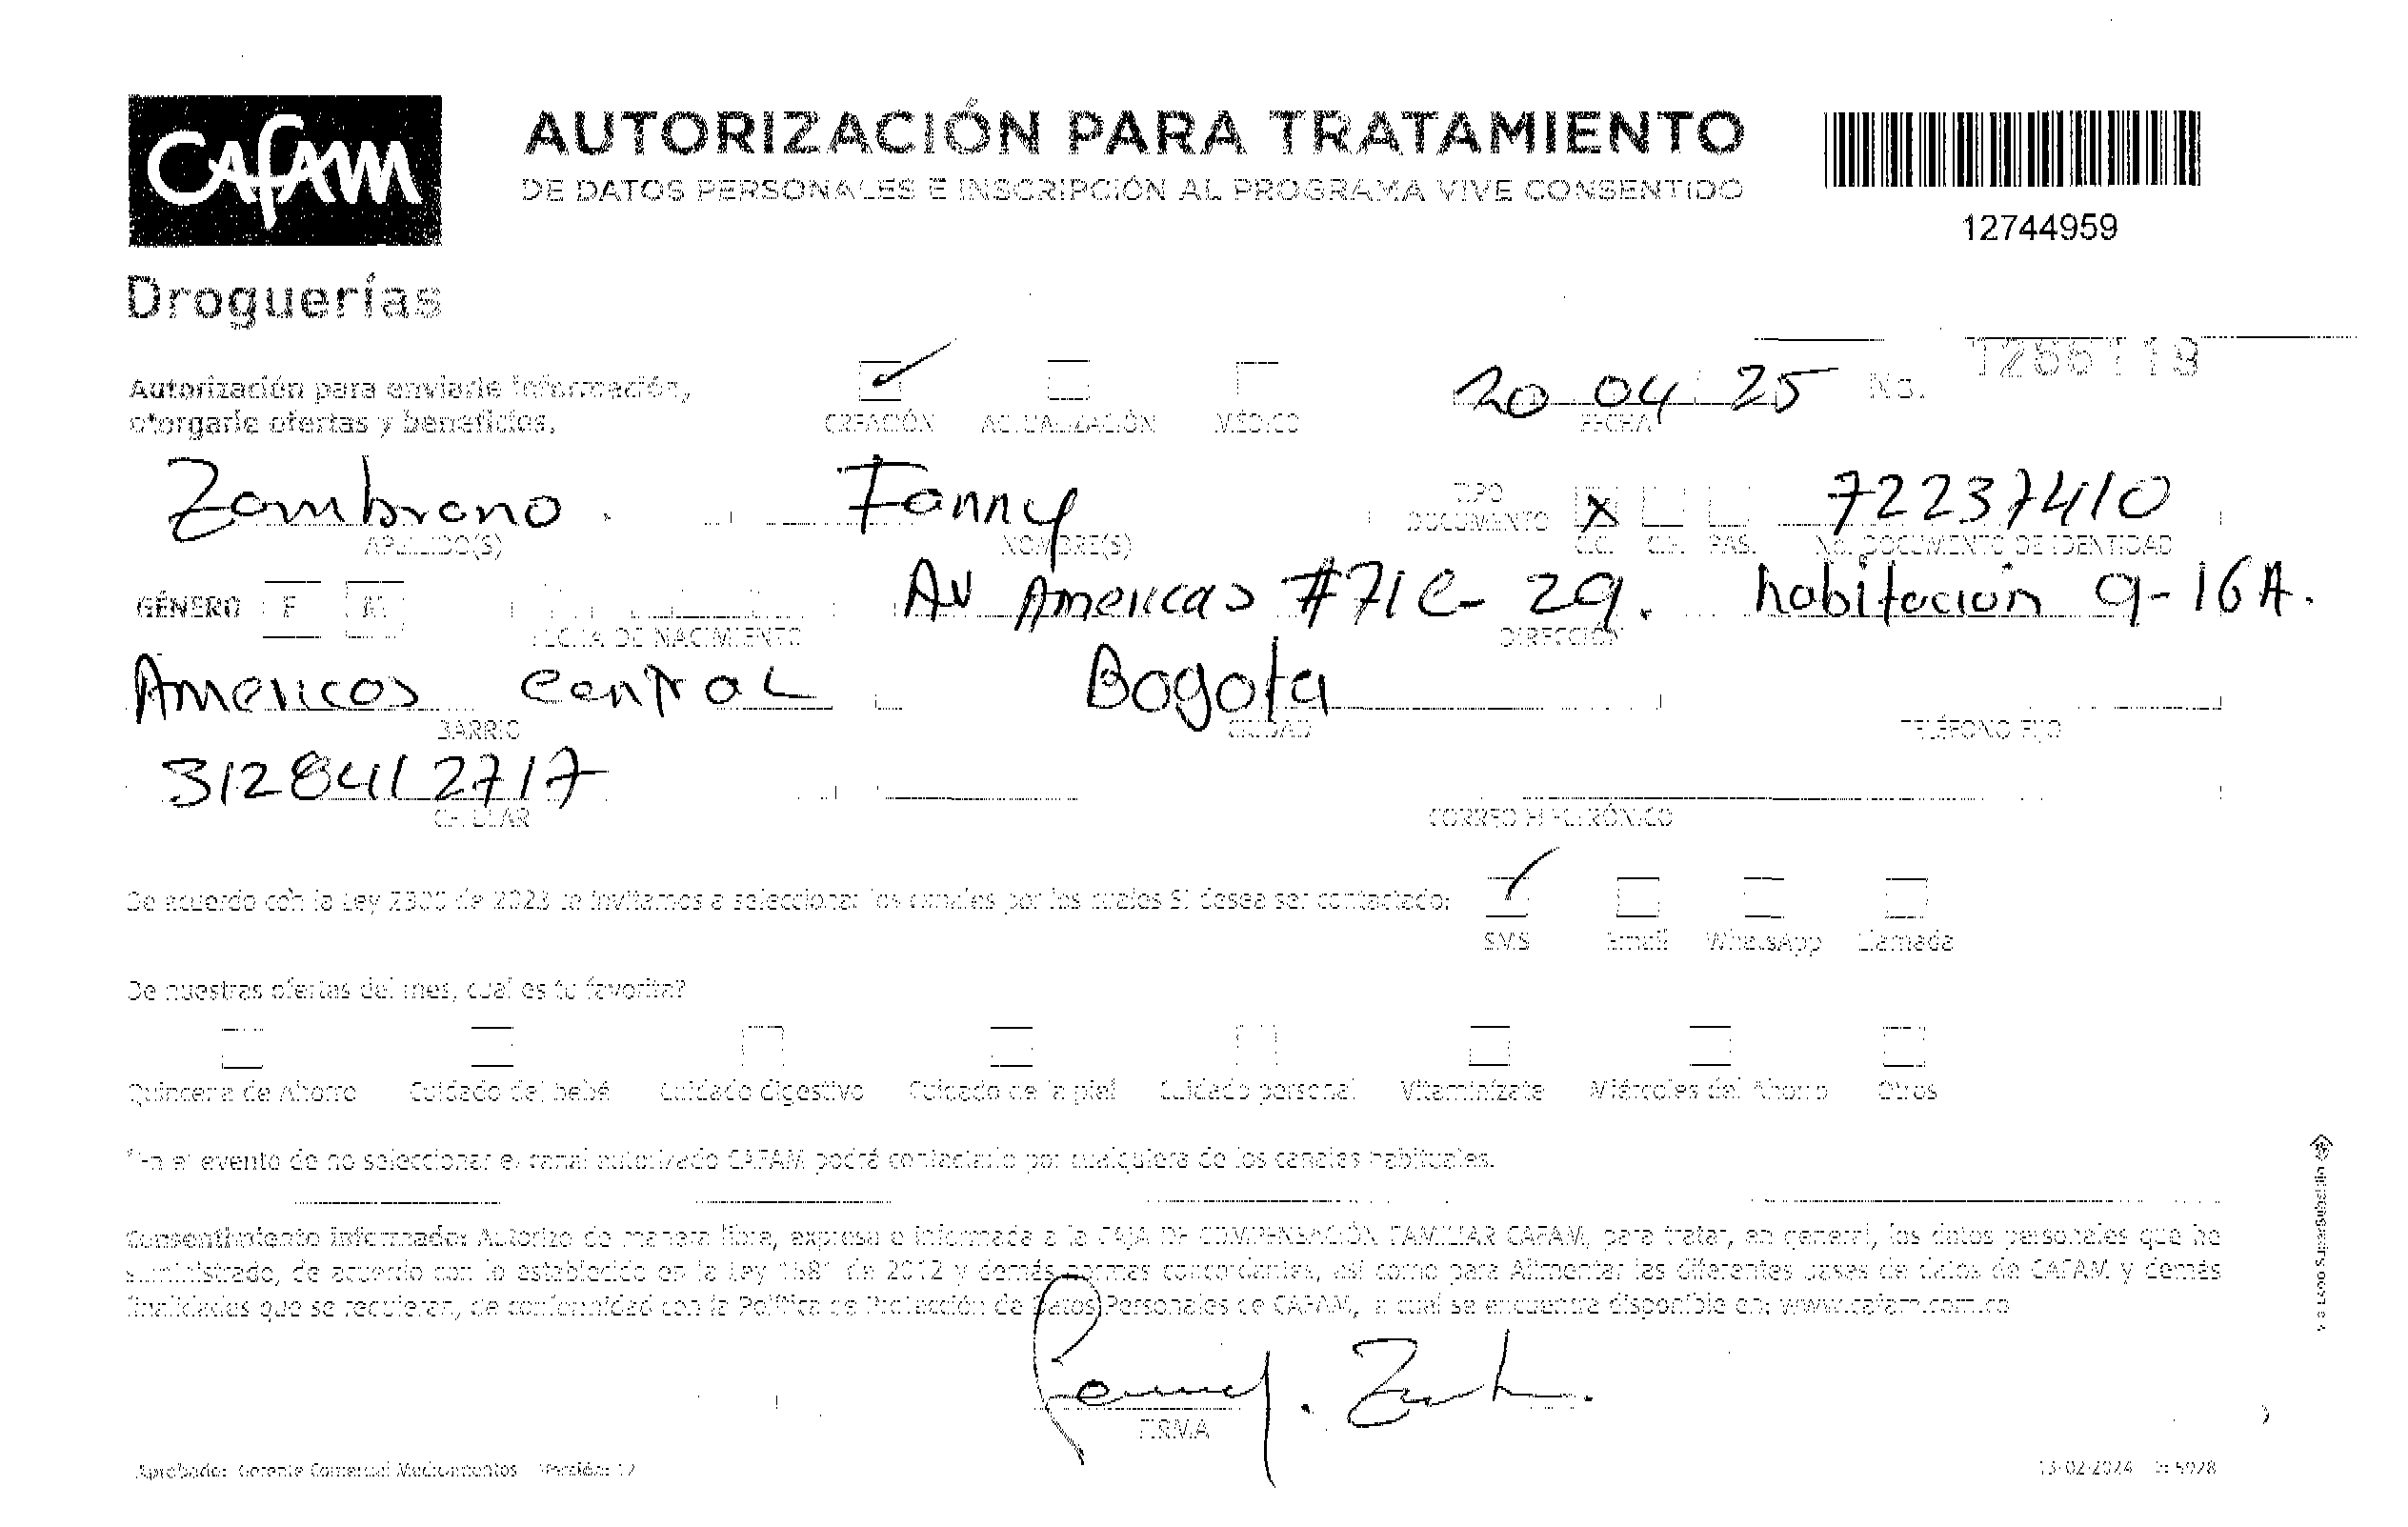 CAFAM
Droguerías
AUTORIZACIÓN PARA TRATAMIENTO
DE DATOS PERSONALES E INSCRIPCIÓN AL PROGRAMA VIVE CONSENTIDO
12744959
Autorización para enviarle información,
otorgarle ofertas y beneficios.
CREACIÓN ACTUALIZACIÓN MÉDICO
20 04 25
FECHA
No.
Zambrano. Fanny
APELLIDO(S) NOMBRE(S)
TIPO DOCUMENTO X C.C. C.E. PAS.
72237410
No. DOCUMENTO DE IDENTIDAD
GÉNERO F M
FECHA DE NACIMIENTO
Av Americas #71C- 29. habitacion 9-16A.
DIRECCIÓN
Americas Central Bogota
BARRIO CIUDAD TELÉFONO FIJO
3128412717
CELULAR CORREO ELECTRÓNICO
De acuerdo con la Ley 2300 de 2023 te invitamos a seleccionar los canales por los cuales SI desea ser contactado:
SMS Email WhatsApp Llamada
De nuestras ofertas del mes, cual es tu favorita?
Quincena de Ahorro Cuidado del bebé Cuidado digestivo Cuidado de la piel Cuidado personal Vitaminízate Miércoles del Ahorro Otros
*En el evento de no seleccionar el canal autorizado CAFAM podrá contactarlo por cualquiera de los canales habituales.
Consentimiento informado: Autorizo de manera libre, expresa e informada a la CAJA DE COMPENSACIÓN FAMILIAR CAFAM, para tratar, en general, los datos personales que he
suministrado, de acuerdo con lo establecido en la Ley 1581 de 2012 y demás normas concordantes, así como para Alimentar las diferentes bases de datos de CAFAM y demás
finalidades que se requieran, de conformidad con la Política de Protección de Datos Personales de CAFAM, la cual se encuentra disponible en: www.cafam.com.co
Fanny. Zamb.
FIRMA
Aprobado: Gerente Comercial Medicamentos Versión: 12
13-02-2024